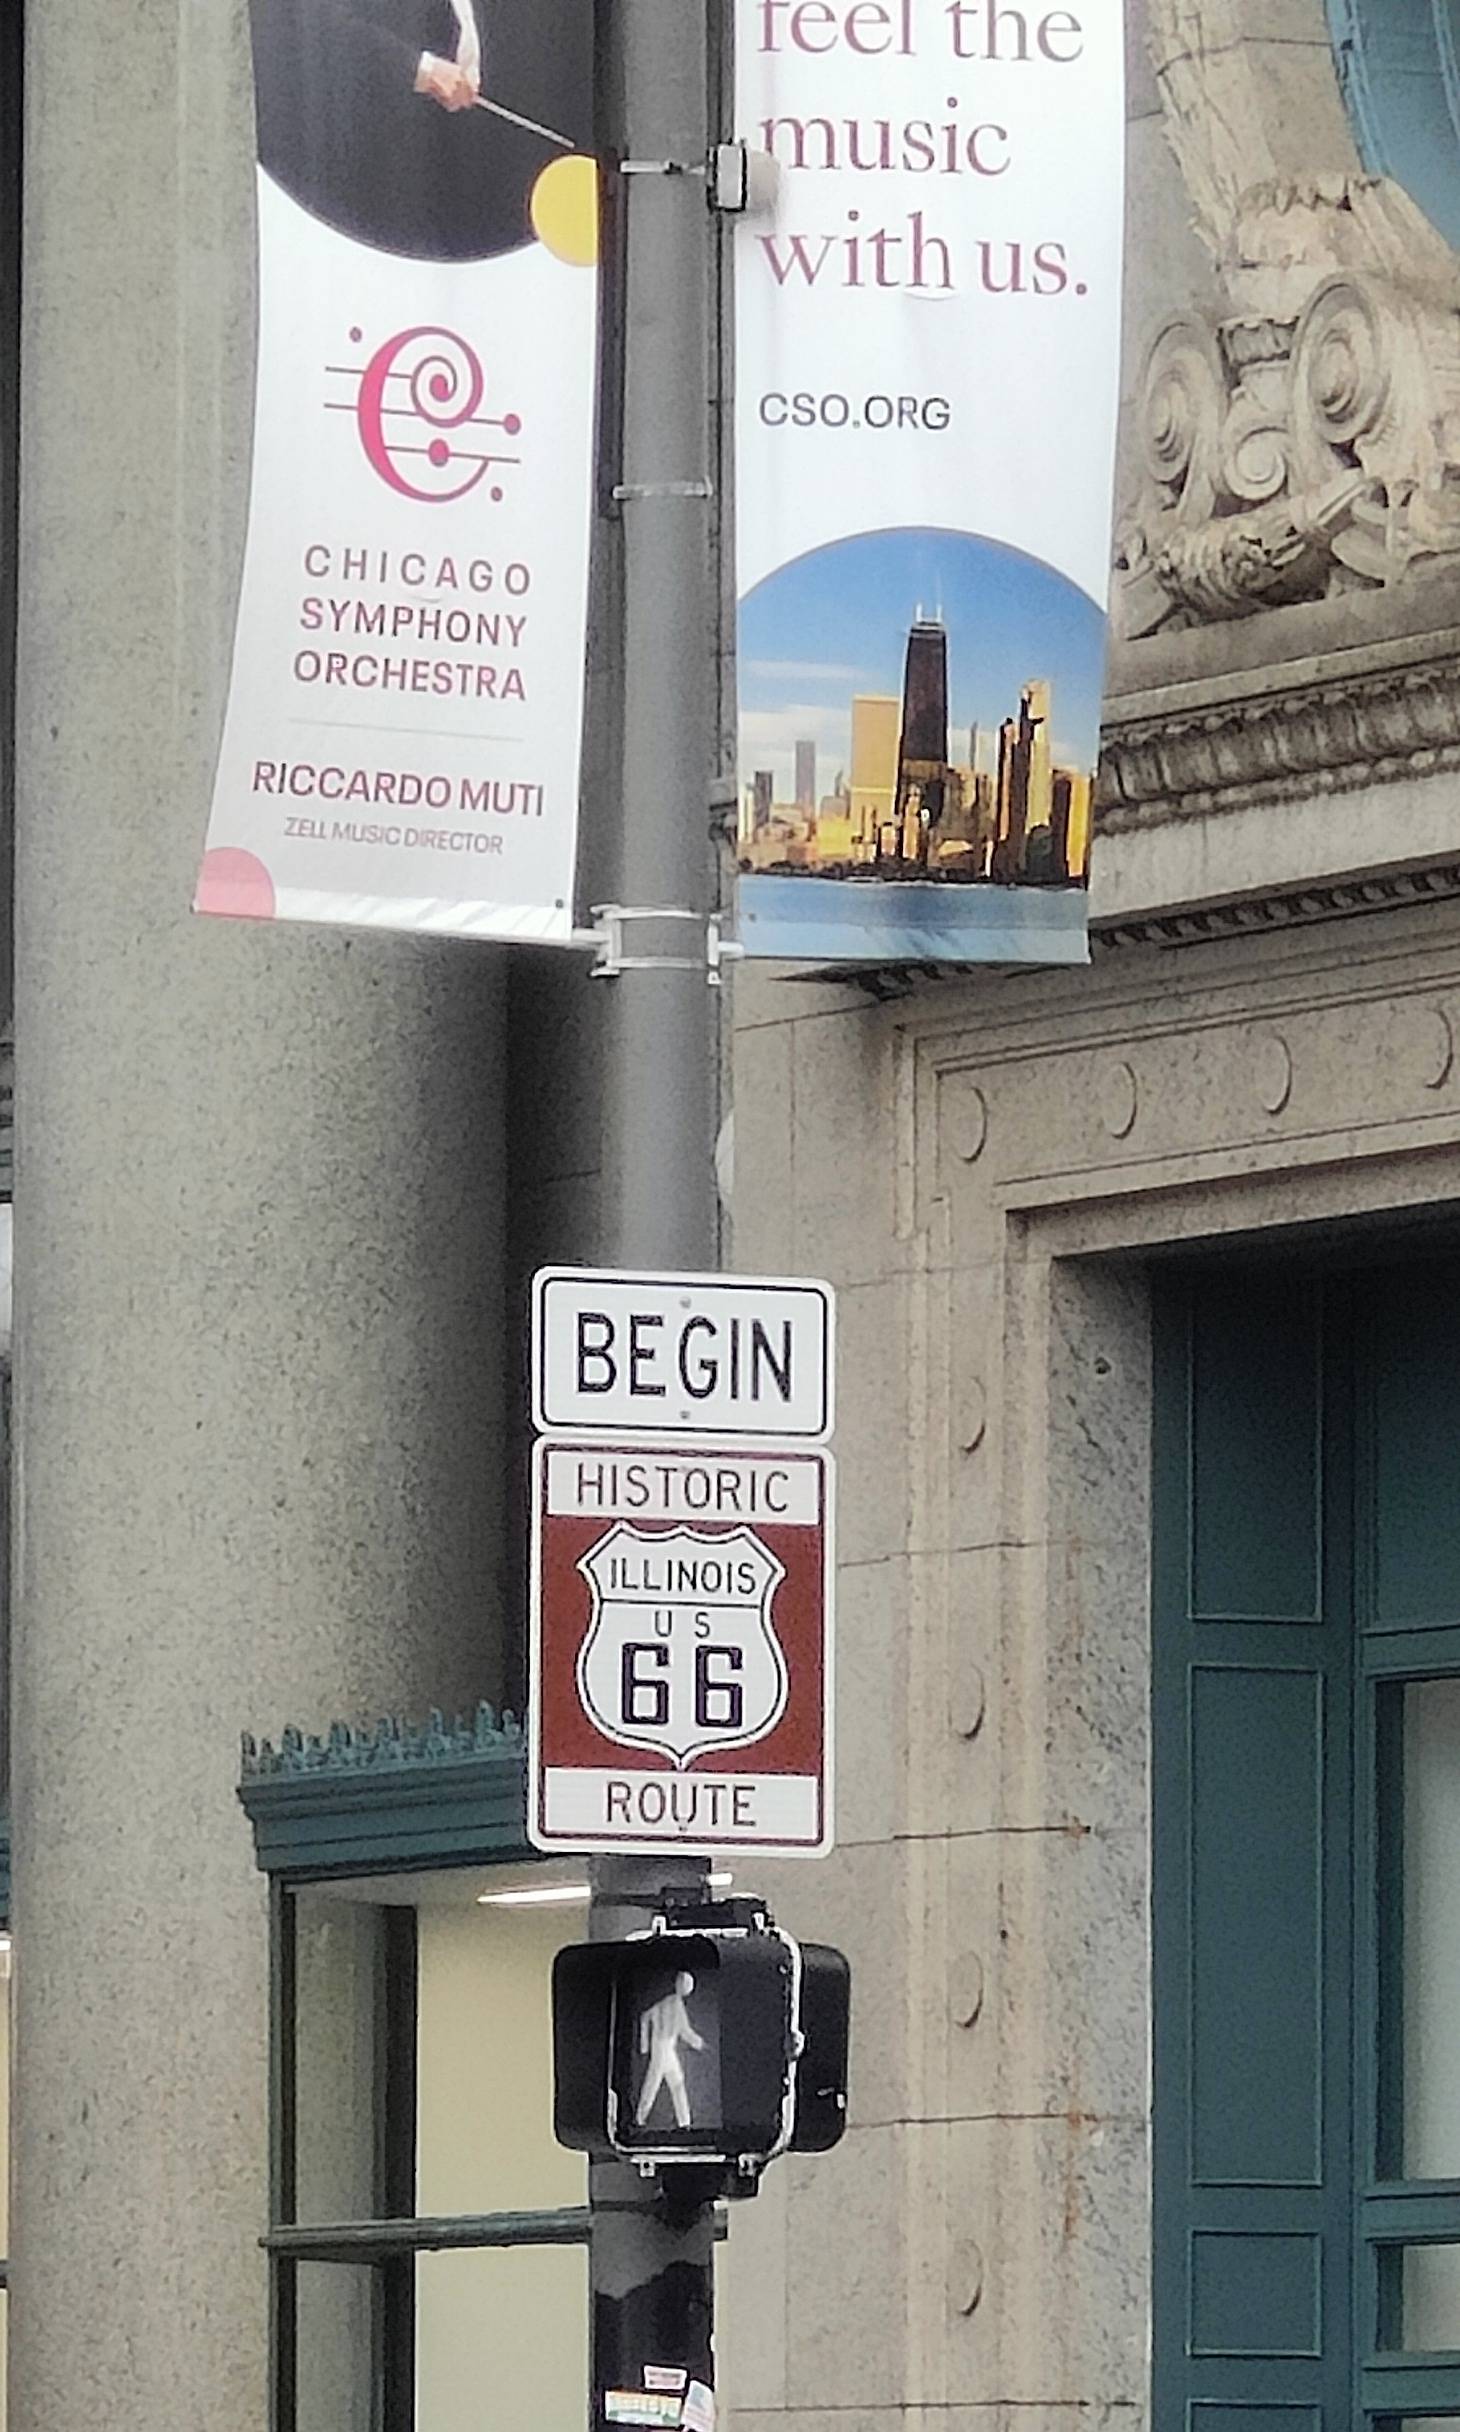 feel the
music
with us.
CSO.ORG
CHICAGO
SYMPHONY
ORCHESTRA
RICCARDO MUTI
ZELL MUSIC DIRECTOR
BEGIN
HISTORIC
ILLINOIS
US
66
ROUTE